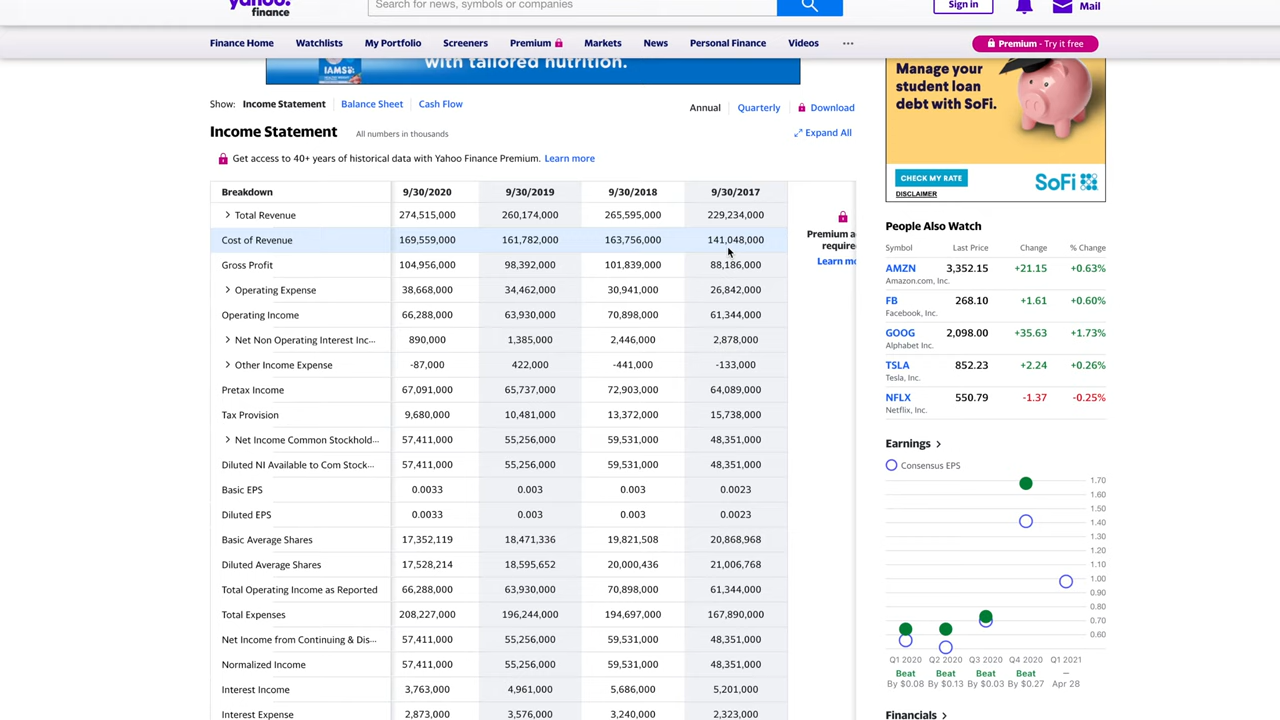 yahoo!
finance
Search for news, symbols or companies
Sign in
Mail
Finance Home
Watchlists
My Portfolio
Screeners
Premium
Markets
News
Personal Finance
Videos
Premium - Try it free
IAMS
with tailored nutrition.
Show: Income Statement Balance Sheet Cash Flow
Annual Quarterly Download
Income Statement All numbers in thousands
Expand All
Get access to 40+ years of historical data with Yahoo Finance Premium. Learn more
Breakdown 9/30/2020 9/30/2019 9/30/2018 9/30/2017
Total Revenue 274,515,000 260,174,000 265,595,000 229,234,000
Cost of Revenue 169,559,000 161,782,000 163,756,000 141,048,000
Gross Profit 104,956,000 98,392,000 101,839,000 88,186,000
Operating Expense 38,668,000 34,462,000 30,941,000 26,842,000
Operating Income 66,288,000 63,930,000 70,898,000 61,344,000
Net Non Operating Interest Inc... 890,000 1,385,000 2,446,000 2,878,000
Other Income Expense -87,000 422,000 -441,000 -133,000
Pretax Income 67,091,000 65,737,000 72,903,000 64,089,000
Tax Provision 9,680,000 10,481,000 13,372,000 15,738,000
Net Income Common Stockhold... 57,411,000 55,256,000 59,531,000 48,351,000
Diluted NI Available to Com Stock... 57,411,000 55,256,000 59,531,000 48,351,000
Basic EPS 0.0033 0.003 0.003 0.0023
Diluted EPS 0.0033 0.003 0.003 0.0023
Basic Average Shares 17,352,119 18,471,336 19,821,508 20,868,968
Diluted Average Shares 17,528,214 18,595,652 20,000,436 21,006,768
Total Operating Income as Reported 66,288,000 63,930,000 70,898,000 61,344,000
Total Expenses 208,227,000 196,244,000 194,697,000 167,890,000
Net Income from Continuing & Dis... 57,411,000 55,256,000 59,531,000 48,351,000
Normalized Income 57,411,000 55,256,000 59,531,000 48,351,000
Interest Income 3,763,000 4,961,000 5,686,000 5,201,000
Interest Expense 2,873,000 3,576,000 3,240,000 2,323,000
Premium a
require
Learn mo
Manage your
student loan
debt with SoFi.
CHECK MY RATE
DISCLAIMER
SoFi
People Also Watch
Symbol Last Price Change % Change
AMZN 3,352.15 +21.15 +0.63%
Amazon.com, Inc.
FB 268.10 +1.61 +0.60%
Facebook, Inc.
GOOG 2,098.00 +35.63 +1.73%
Alphabet Inc.
TSLA 852.23 +2.24 +0.26%
Tesla, Inc.
NFLX 550.79 -1.37 -0.25%
Netflix, Inc.
Earnings
Consensus EPS
1.70
1.60
1.50
1.40
1.30
1.20
1.10
1.00
0.90
0.80
0.70
0.60
Q1 2020 Q2 2020 Q3 2020 Q4 2020 Q1 2021
Beat Beat Beat Beat –
By $0.08 By $0.13 By $0.03 By $0.27 Apr 28
Financials